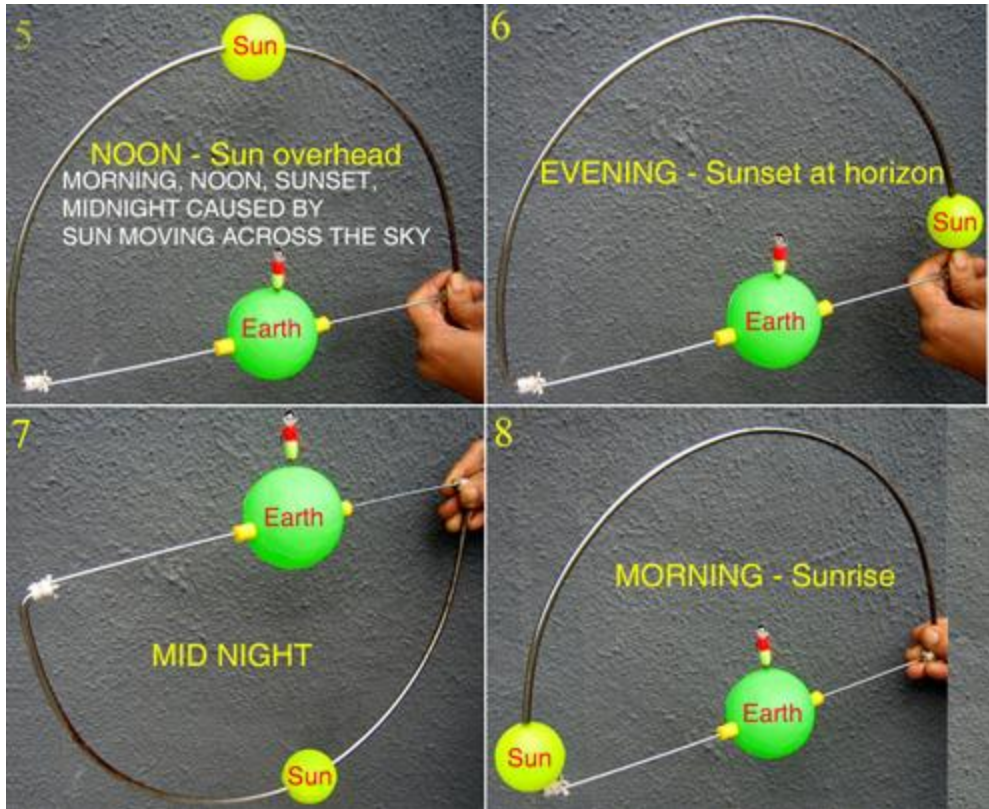 5
Sun
NOON - Sun overhead
MORNING, NOON, SUNSET,
MIDNIGHT CAUSED BY
SUN MOVING ACROSS THE SKY
Earth
6
EVENING - Sunset at horizon
Sun
Earth
7
Earth
MID NIGHT
Sun
8
MORNING - Sunrise
Earth
Sun